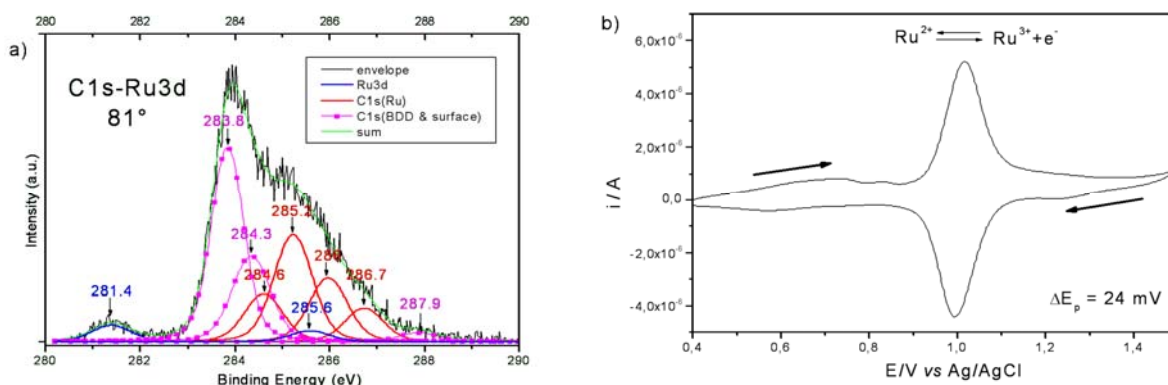 a)
280 282 284 286 288 290
C1s-Ru3d
81°
envelope
Ru3d
C1s(Ru)
C1s(BDD & surface)
sum
283.8
285.2
284.3
286
284.6
286.7
285.6
281.4
287.9
Intensity (a.u.)
280 282 284 286 288 290
Binding Energy (eV)
b)
Ru²⁺ Ru³⁺+e⁻
6,0x10⁻⁶
4,0x10⁻⁶
2,0x10⁻⁶
0,0
-2,0x10⁻⁶
-4,0x10⁻⁶
i / A
ΔEₚ = 24 mV
0,4 0,6 0,8 1,0 1,2 1,4
E/V vs Ag/AgCl